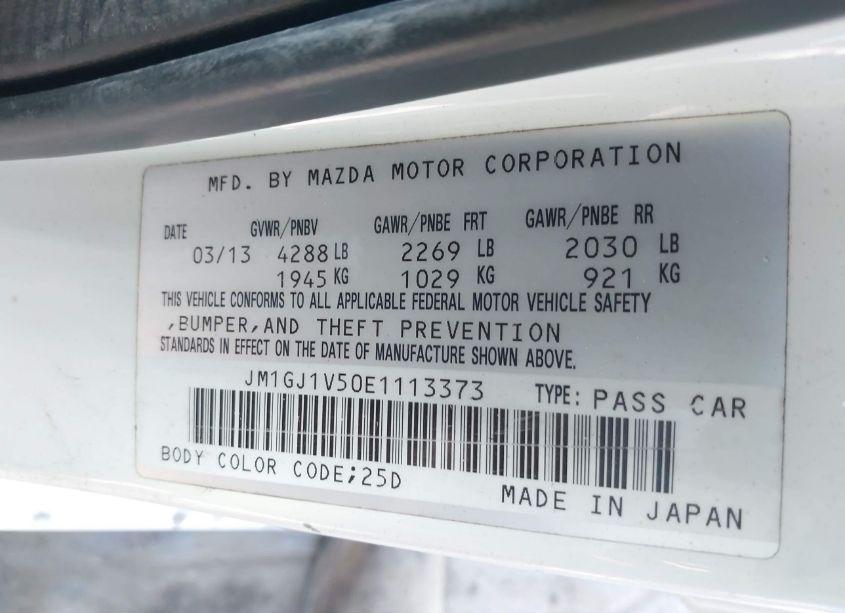 MFD. BY MAZDA MOTOR CORPORATION
DATE GVWR/PNBV GAWR/PNBE FRT GAWR/PNBE RR
03/13 4288 LB 2269 LB 2030 LB
1945 KG 1029 KG 921 KG
THIS VEHICLE CONFORMS TO ALL APPLICABLE FEDERAL MOTOR VEHICLE SAFETY
,BUMPER,AND THEFT PREVENTION
STANDARDS IN EFFECT ON THE DATE OF MANUFACTURE SHOWN ABOVE.
JM1GJ1V50E1113373 TYPE: PASS CAR
BODY COLOR CODE;25D
MADE IN JAPAN